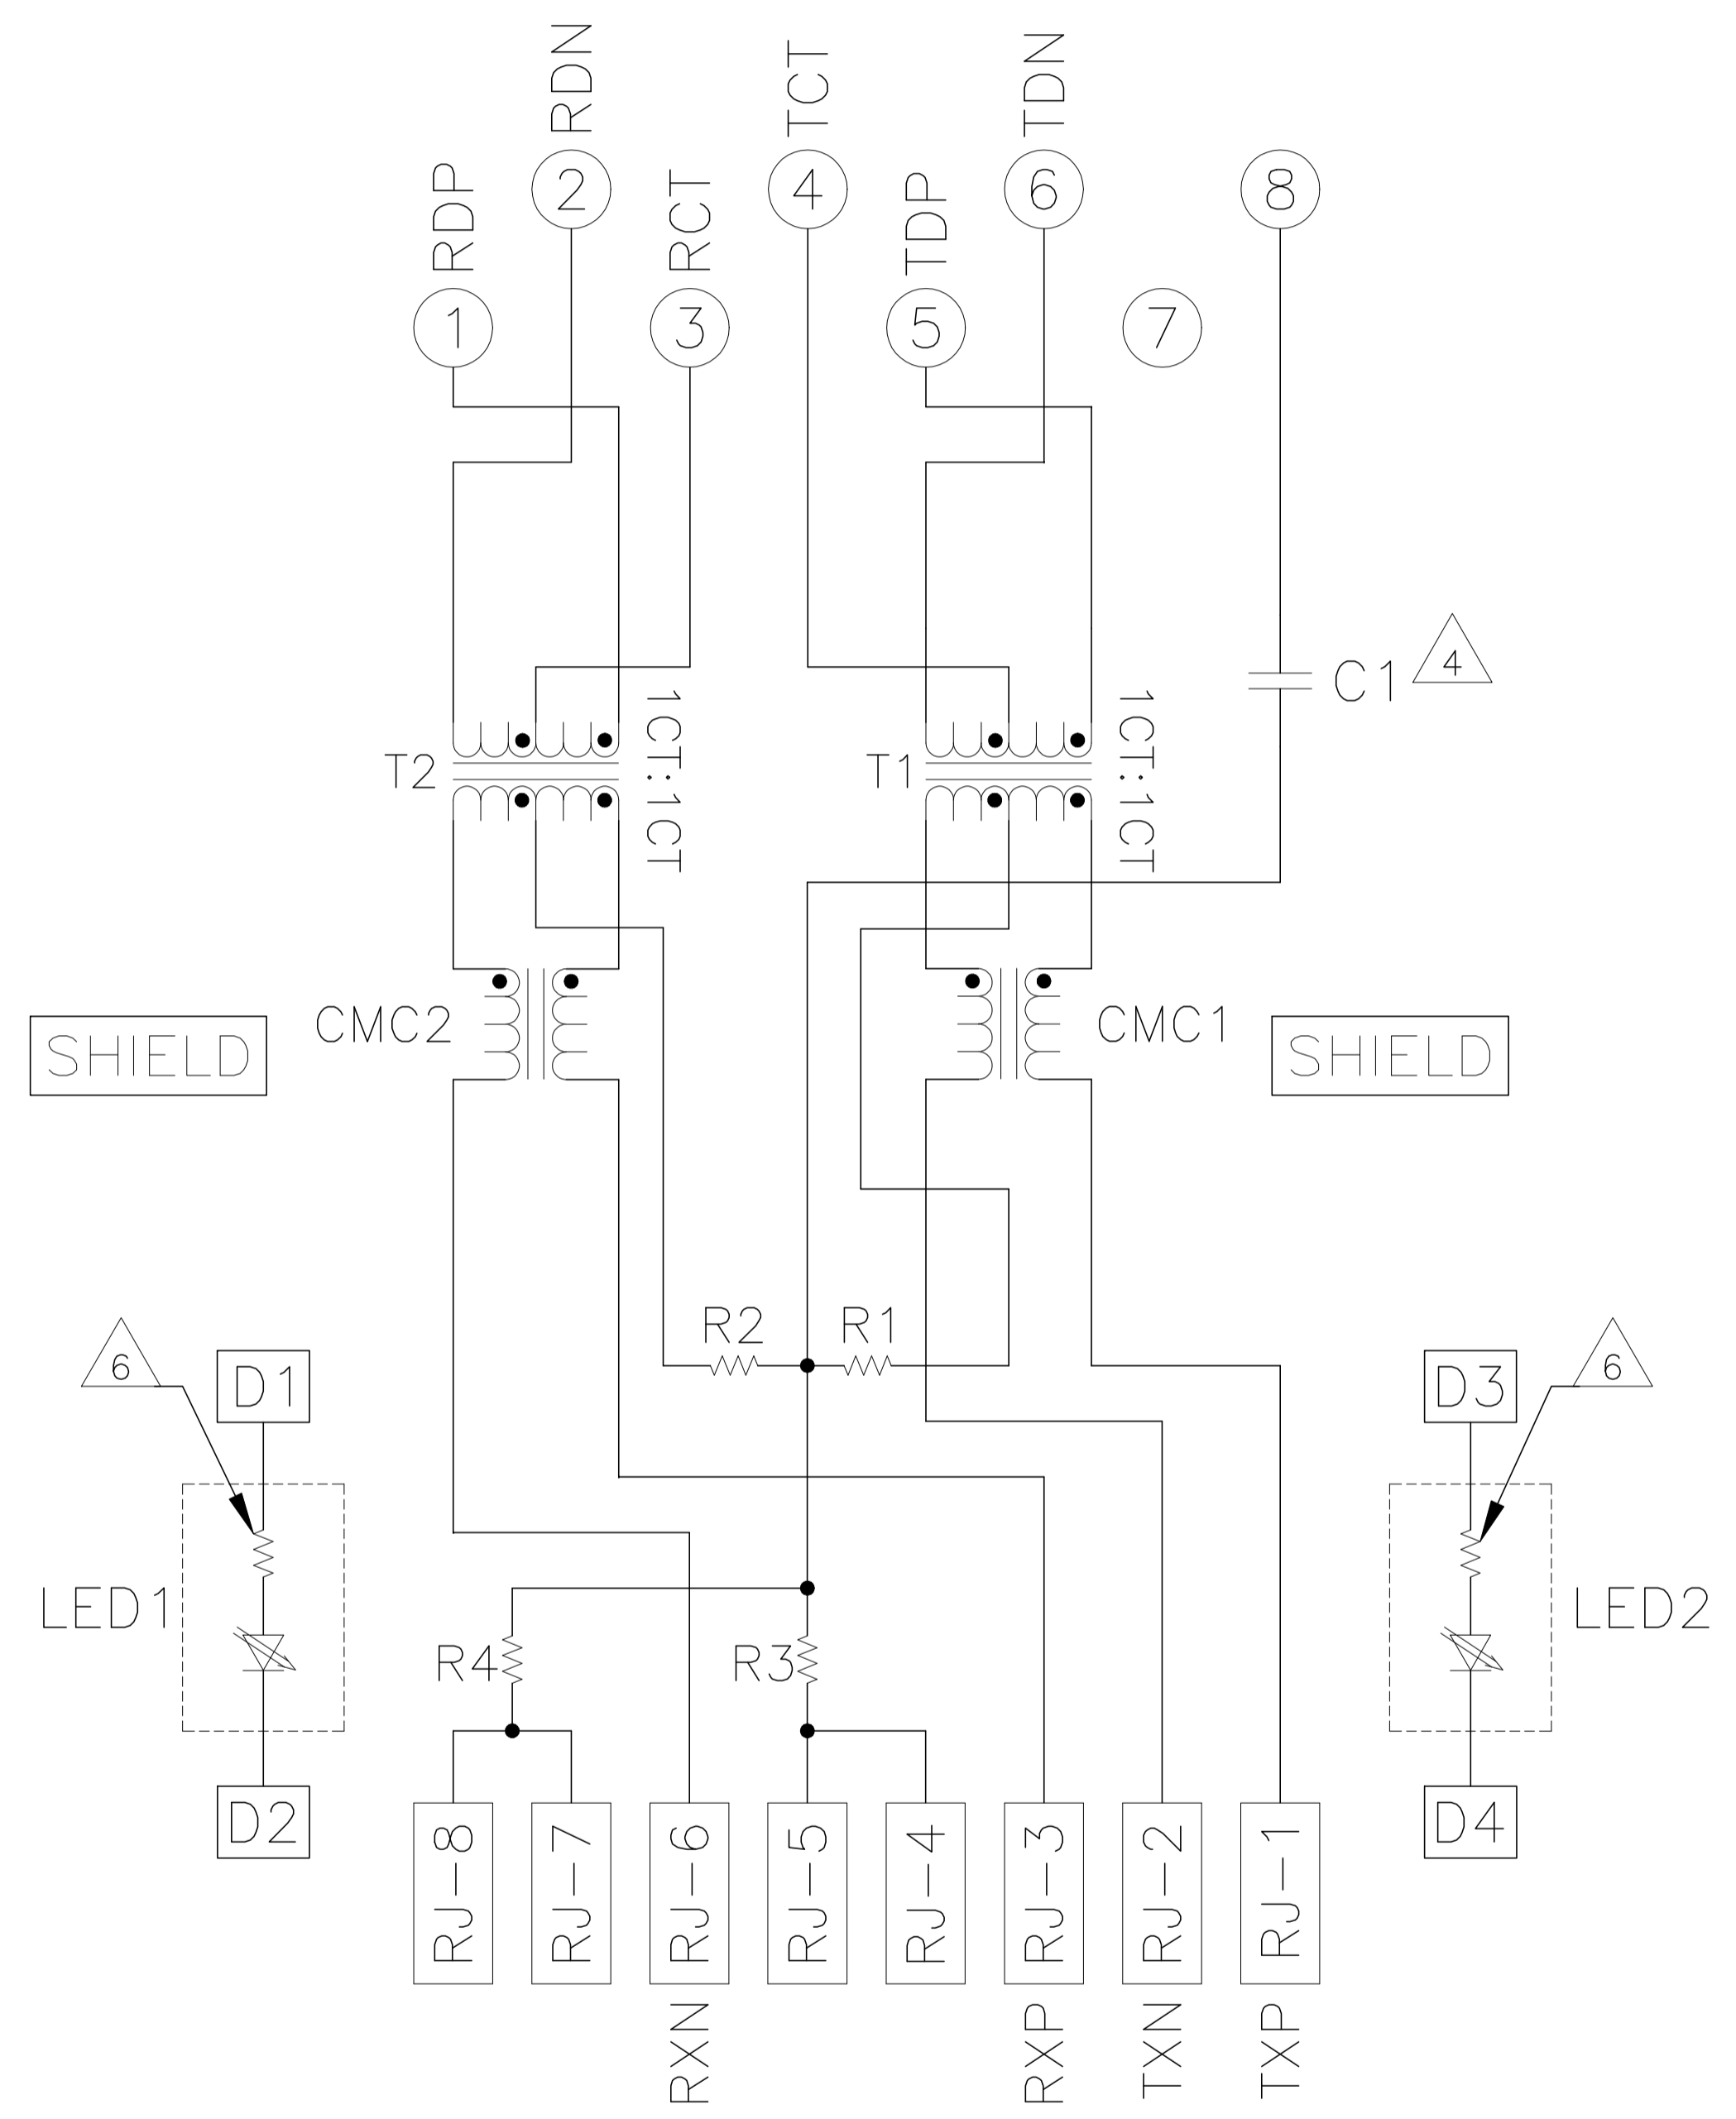 RDN
TCT
TDN
RDP
2
RCT
4
TDP
6
8
1
3
5
7
C1
4
T2
1CT:1CT
T1
1CT:1CT
CMC2
CMC1
SHIELD
SHIELD
R2
R1
6
D1
D3
6
LED1
LED2
R4
R3
D2
D4
RJ-8
RJ-7
RJ-6
RJ-5
RJ-4
RJ-3
RJ-2
RJ-1
RXN
RXP
TXN
TXP